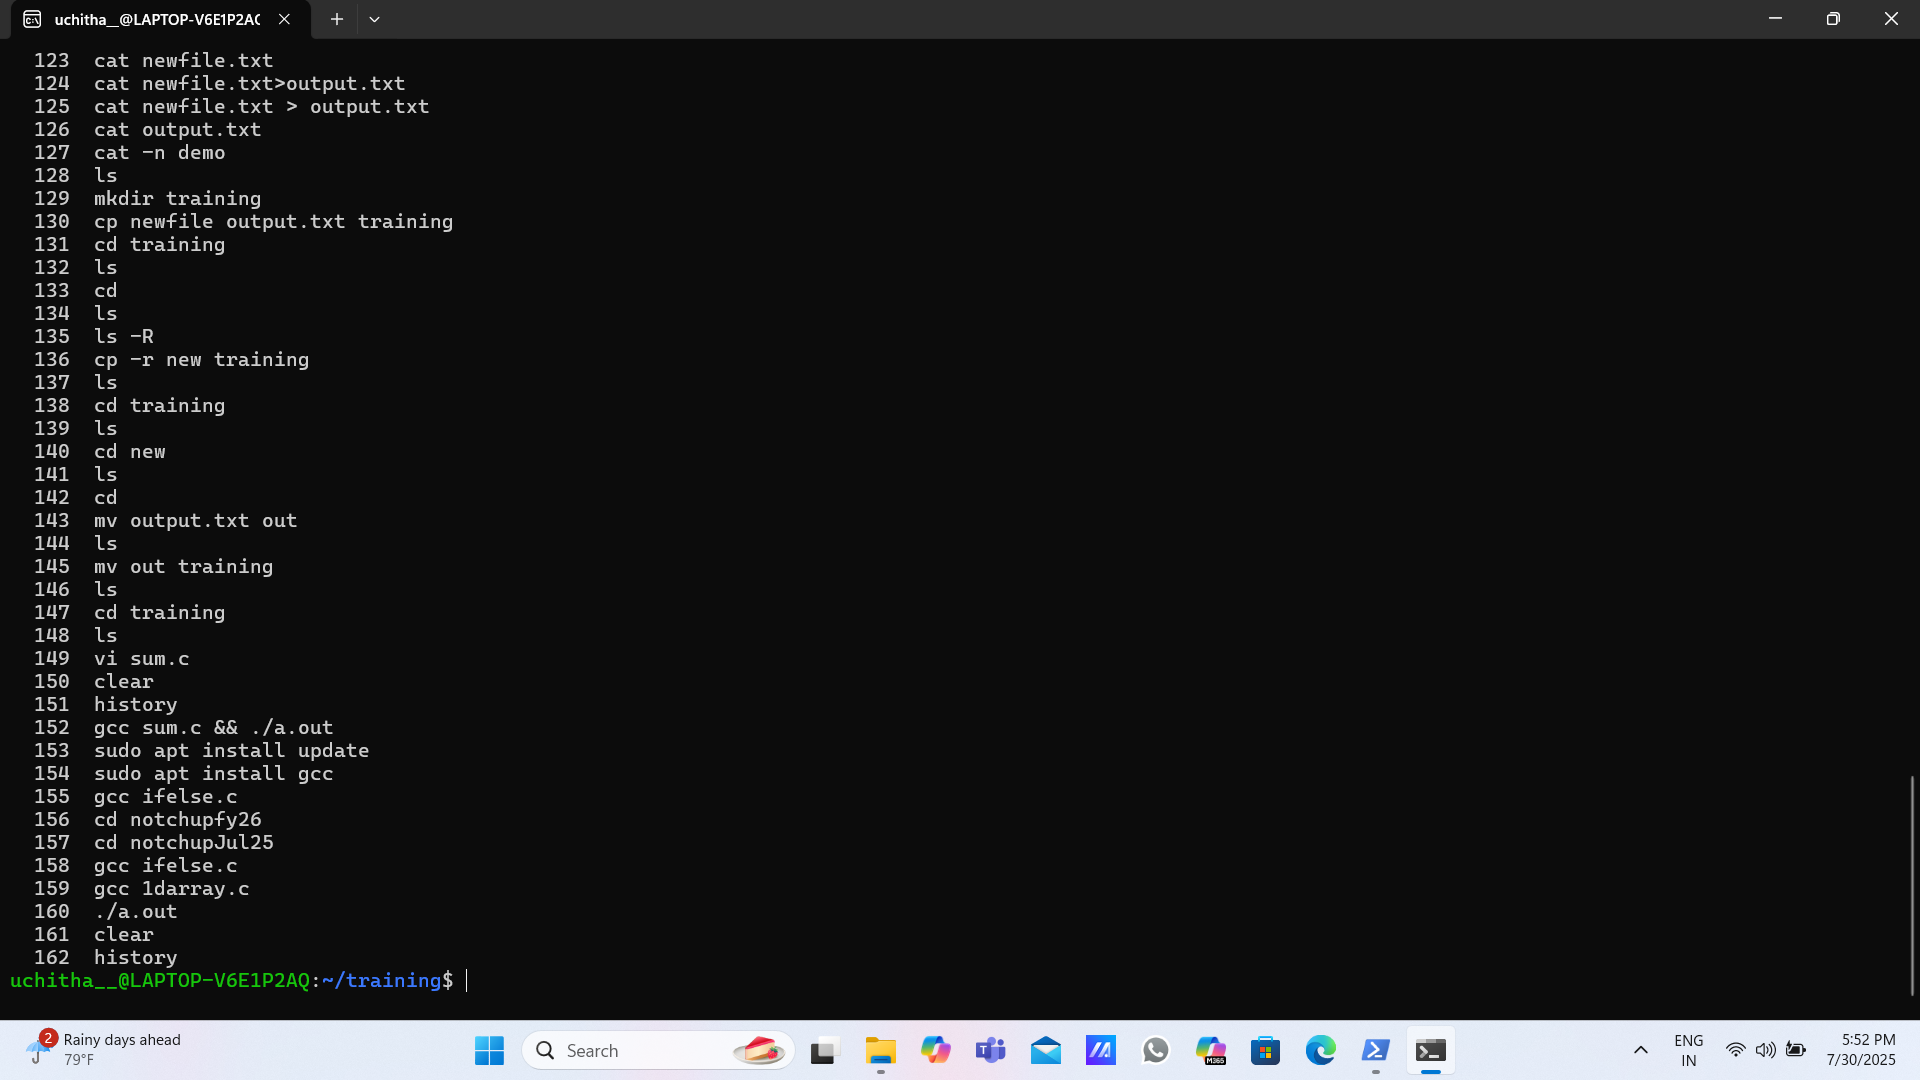 uchitha__@LAPTOP-V6E1P2AQ
123 cat newfile.txt
124 cat newfile.txt>output.txt
125 cat newfile.txt > output.txt
126 cat output.txt
127 cat -n demo
128 ls
129 mkdir training
130 cp newfile output.txt training
131 cd training
132 ls
133 cd
134 ls
135 ls -R
136 cp -r new training
137 ls
138 cd training
139 ls
140 cd new
141 ls
142 cd
143 mv output.txt out
144 ls
145 mv out training
146 ls
147 cd training
148 ls
149 vi sum.c
150 clear
151 history
152 gcc sum.c && ./a.out
153 sudo apt install update
154 sudo apt install gcc
155 gcc ifelse.c
156 cd notchupfy26
157 cd notchupJul25
158 gcc ifelse.c
159 gcc 1darray.c
160 ./a.out
161 clear
162 history
uchitha__@LAPTOP-V6E1P2AQ:~/training$
2
Rainy days ahead
79°F
Search
M365
ENG
IN
5:52 PM
7/30/2025